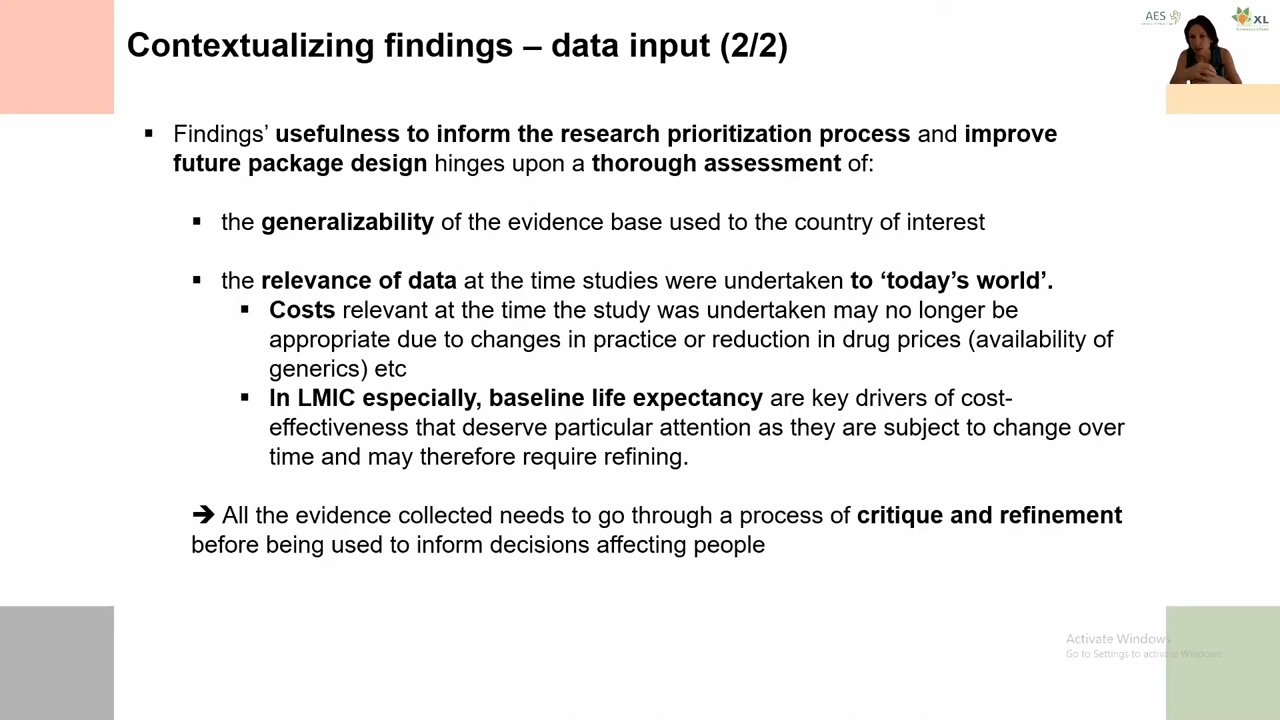 AES
XL
Contextualizing findings – data input (2/2)
▪ Findings’ usefulness to inform the research prioritization process and improve
future package design hinges upon a thorough assessment of:
▪ the generalizability of the evidence base used to the country of interest
▪ the relevance of data at the time studies were undertaken to ‘today’s world’.
▪ Costs relevant at the time the study was undertaken may no longer be
appropriate due to changes in practice or reduction in drug prices (availability of
generics) etc
▪ In LMIC especially, baseline life expectancy are key drivers of cost-
effectiveness that deserve particular attention as they are subject to change over
time and may therefore require refining.
➔ All the evidence collected needs to go through a process of critique and refinement
before being used to inform decisions affecting people
Activate Windows
Go to Settings to activate Windows.